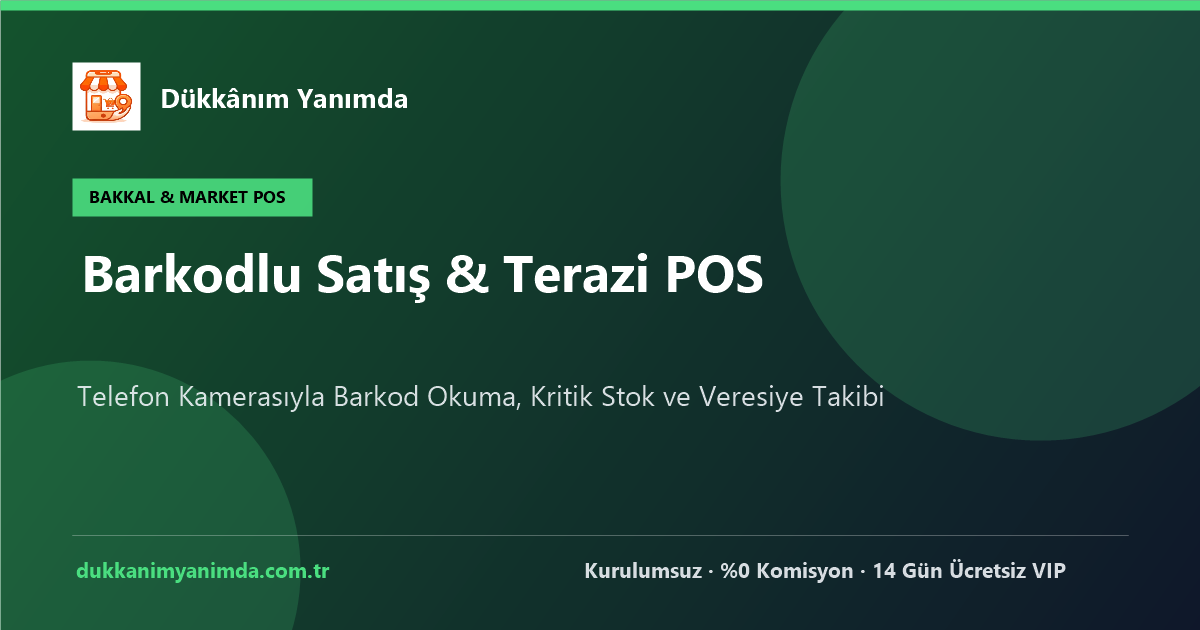 Dükkânım Yanımda
BAKKAL & MARKET POS
Barkodlu Satış & Terazi POS
Telefon Kamerasıyla Barkod Okuma, Kritik Stok ve Veresiye Takibi
dukkanimyanimda.com.tr
Kurulumsuz · %0 Komisyon · 14 Gün Ücretsiz VIP